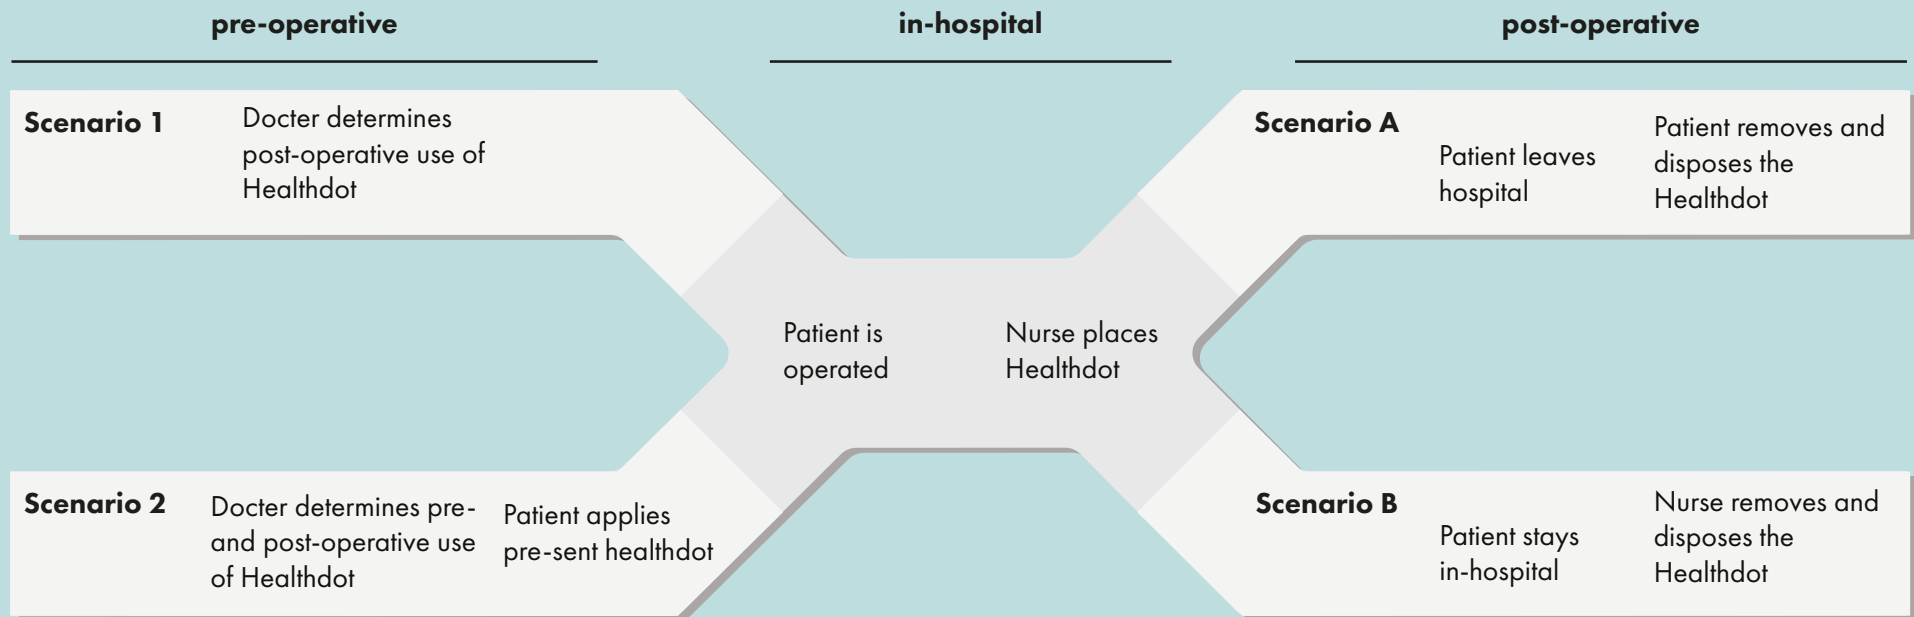 pre-operative
in-hospital
post-operative
Scenario 1
Docter determines
post-operative use of
Healthdot
Scenario A
Patient leaves
hospital
Patient removes and
disposes the
Healthdot
Patient is
operated
Nurse places
Healthdot
Scenario 2
Docter determines pre-
and post-operative use
of Healthdot
Patient applies
pre-sent healthdot
Scenario B
Patient stays
in-hospital
Nurse removes and
disposes the
Healthdot